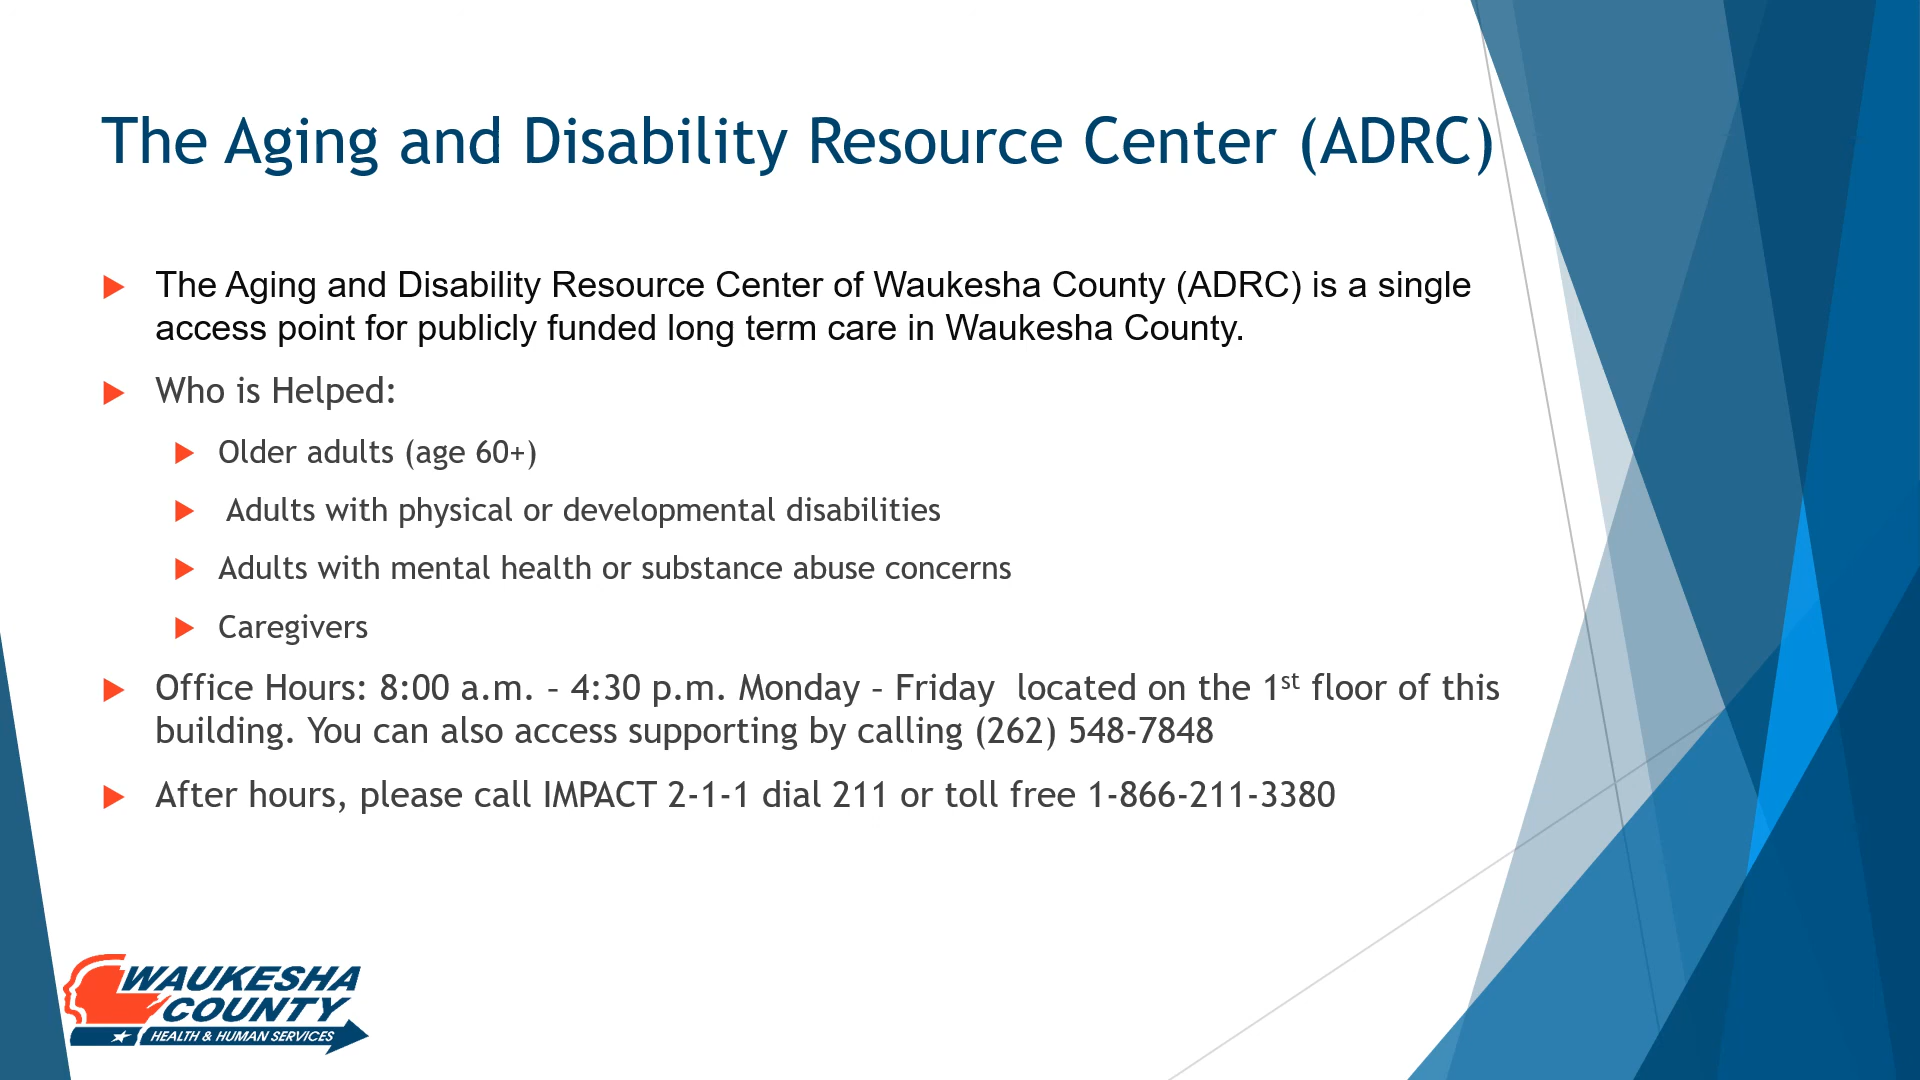 The Aging and Disability Resource Center (ADRC)
The Aging and Disability Resource Center of Waukesha County (ADRC) is a single
access point for publicly funded long term care in Waukesha County.
Who is Helped:
Older adults (age 60+)
Adults with physical or developmental disabilities
Adults with mental health or substance abuse concerns
Caregivers
Office Hours: 8:00 a.m. – 4:30 p.m. Monday – Friday  located on the 1st floor of this
building. You can also access supporting by calling (262) 548-7848
After hours, please call IMPACT 2-1-1 dial 211 or toll free 1-866-211-3380
WAUKESHA
COUNTY
HEALTH & HUMAN SERVICES